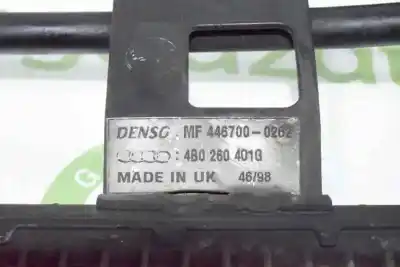 DENSO MF 446700-0262
: 4B0 260 401G
MADE IN UK 46/98